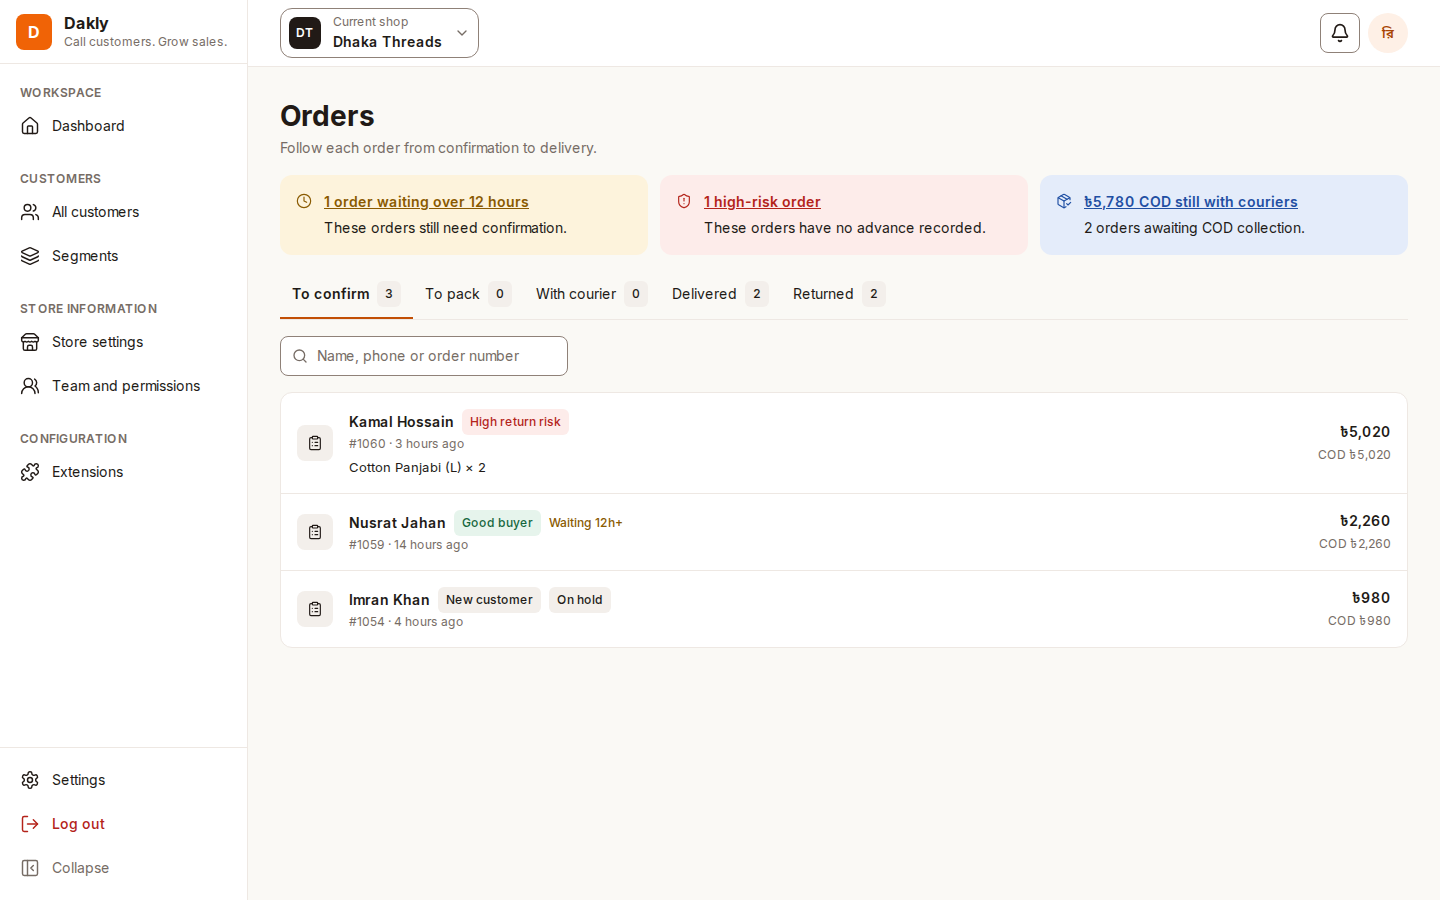 D
Dakly
Call customers. Grow sales.
WORKSPACE
Dashboard
CUSTOMERS
All customers
Segments
STORE INFORMATION
Store settings
Team and permissions
CONFIGURATION
Extensions
Settings
Log out
Collapse
DT
Current shop
Dhaka Threads
রি
Orders
Follow each order from confirmation to delivery.
1 order waiting over 12 hours
These orders still need confirmation.
1 high-risk order
These orders have no advance recorded.
৳5,780 COD still with couriers
2 orders awaiting COD collection.
To confirm 3 To pack 0 With courier 0 Delivered 2 Returned 2
Name, phone or order number
Kamal Hossain High return risk
#1060 · 3 hours ago
Cotton Panjabi (L) × 2
৳5,020
COD ৳5,020
Nusrat Jahan Good buyer Waiting 12h+
#1059 · 14 hours ago
৳2,260
COD ৳2,260
Imran Khan New customer On hold
#1054 · 4 hours ago
৳980
COD ৳980